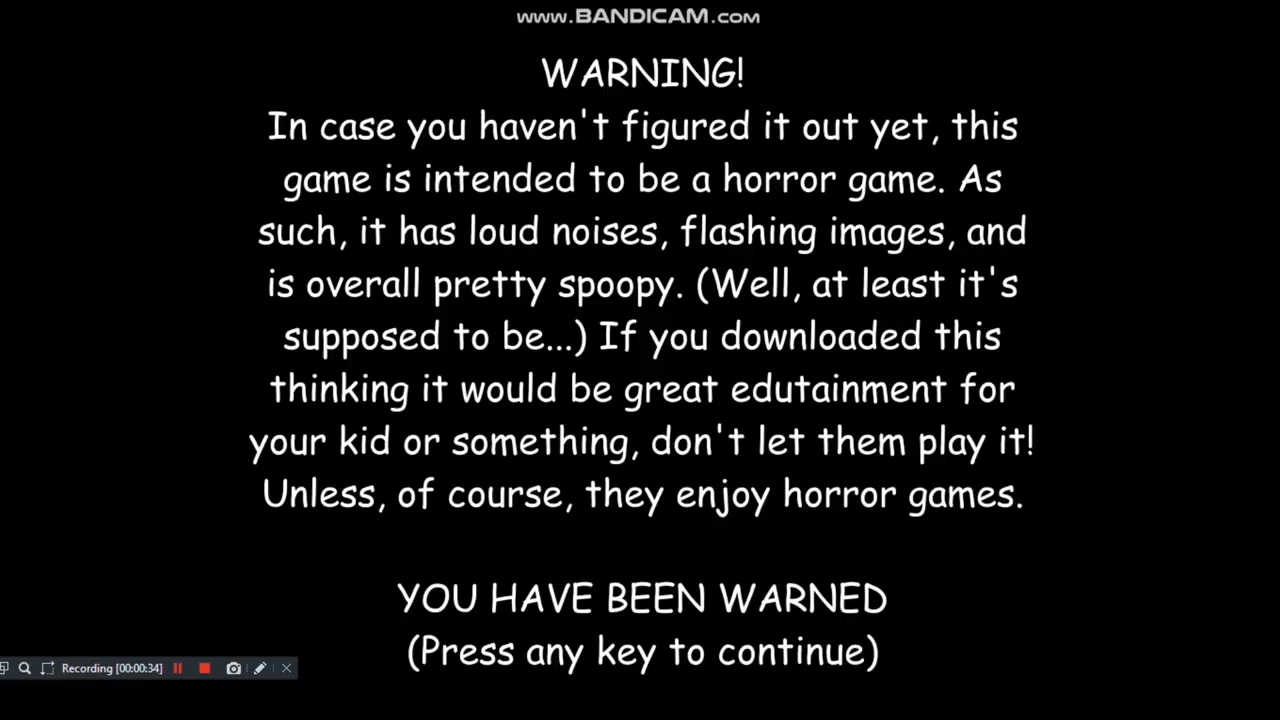 www.BANDICAM.com
WARNING!
In case you haven't figured it out yet, this
game is intended to be a horror game. As
such, it has loud noises, flashing images, and
is overall pretty spoopy. (Well, at least it's
supposed to be...) If you downloaded this
thinking it would be great edutainment for
your kid or something, don't let them play it!
Unless, of course, they enjoy horror games.
YOU HAVE BEEN WARNED
(Press any key to continue)
Recording [00:00:34]